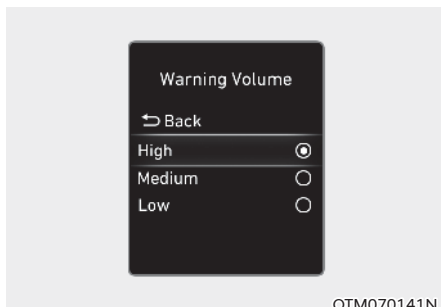 Warning Volume
Back
High
Medium
Low
OTM070141N